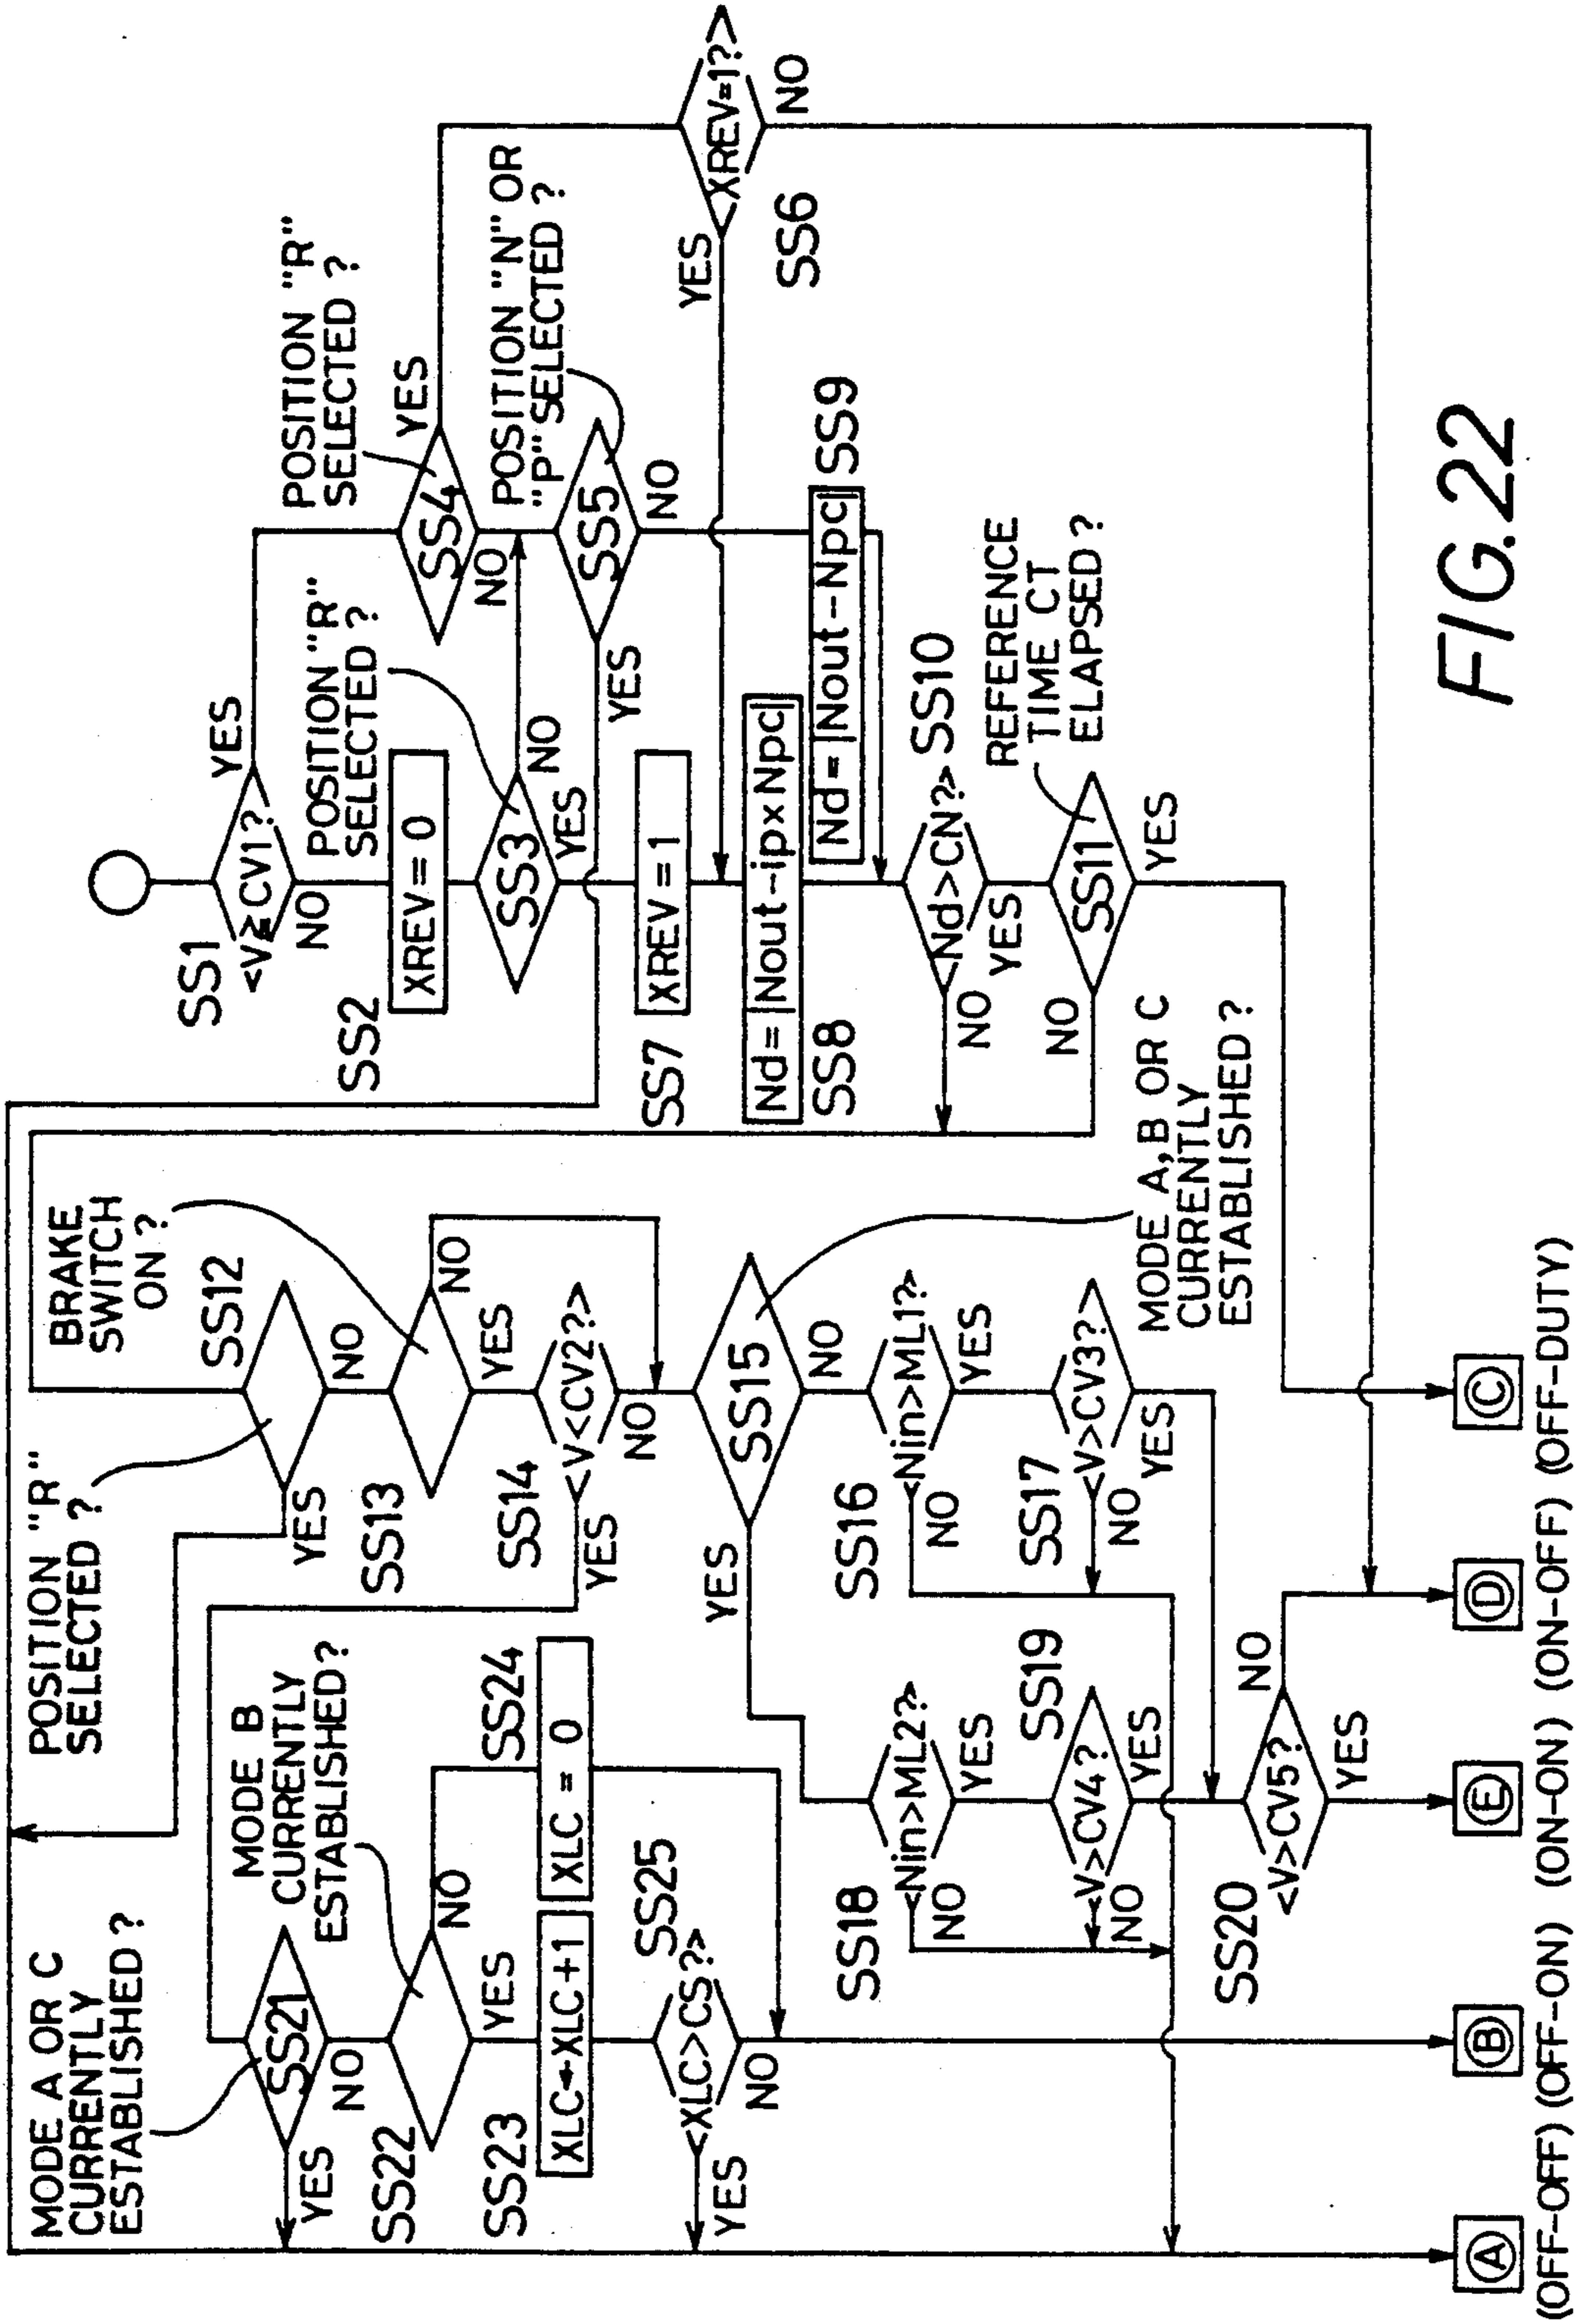 SS1
<V≧CV1?>
YES
NO
SS2
XREV = 0
POSITION "R"
SELECTED ?
SS3
NO
YES
POSITION "R"
SELECTED ?
SS4
YES
NO
POSITION "N" OR
"P" SELECTED ?
SS5
YES
NO
<XREV=1?>
SS6
YES
NO
SS7
XREV = 1
SS8
Nd=|Nout-ip×Npc|
SS9
Nd=|Nout-Npc|
SS10
<Nd>CN?>
NO
YES
REFERENCE
TIME CT
ELAPSED ?
SS11
NO
YES
POSITION "R"
SELECTED ?
SS12
YES
NO
BRAKE
SWITCH
ON ?
SS13
NO
YES
SS14
<V<CV2?>
YES
NO
MODE A,B OR C
CURRENTLY
ESTABLISHED ?
SS15
YES
NO
SS16
<Nin>ML1?>
NO
YES
SS17
<V>CV3?>
NO
YES
SS18
<Nin>ML2?>
NO
YES
SS19
<V>CV4?>
NO
YES
SS20
<V>CV5?>
NO
YES
MODE A OR C
CURRENTLY
ESTABLISHED ?
SS21
YES
NO
MODE B
CURRENTLY
ESTABLISHED?
SS22
NO
YES
SS23
XLC←XLC+1
SS24
XLC = 0
SS25
<XLC>CS?>
YES
NO
A B E D C
(OFF-OFF) (OFF-ON) (ON-ON) (ON-OFF) (OFF-DUTY)
FIG.22